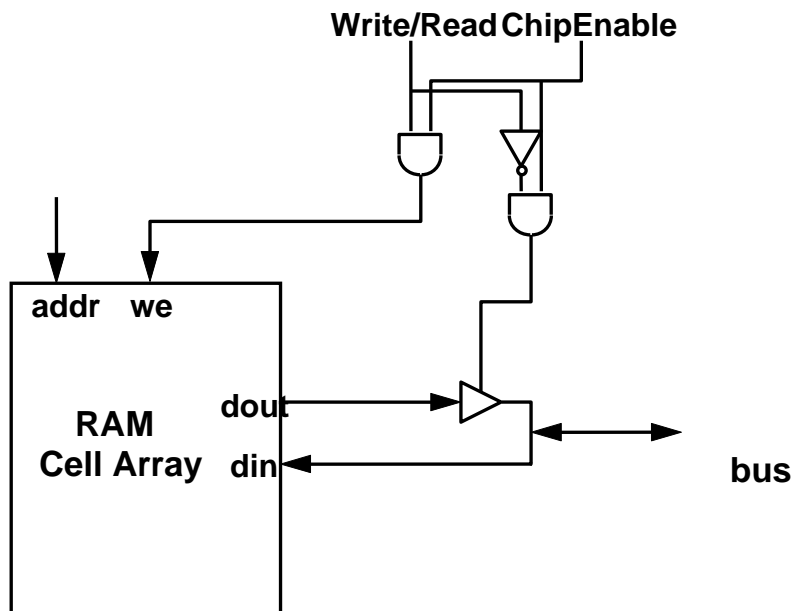 Write/Read ChipEnable
addr we
dout
RAM
Cell Array
din
bus